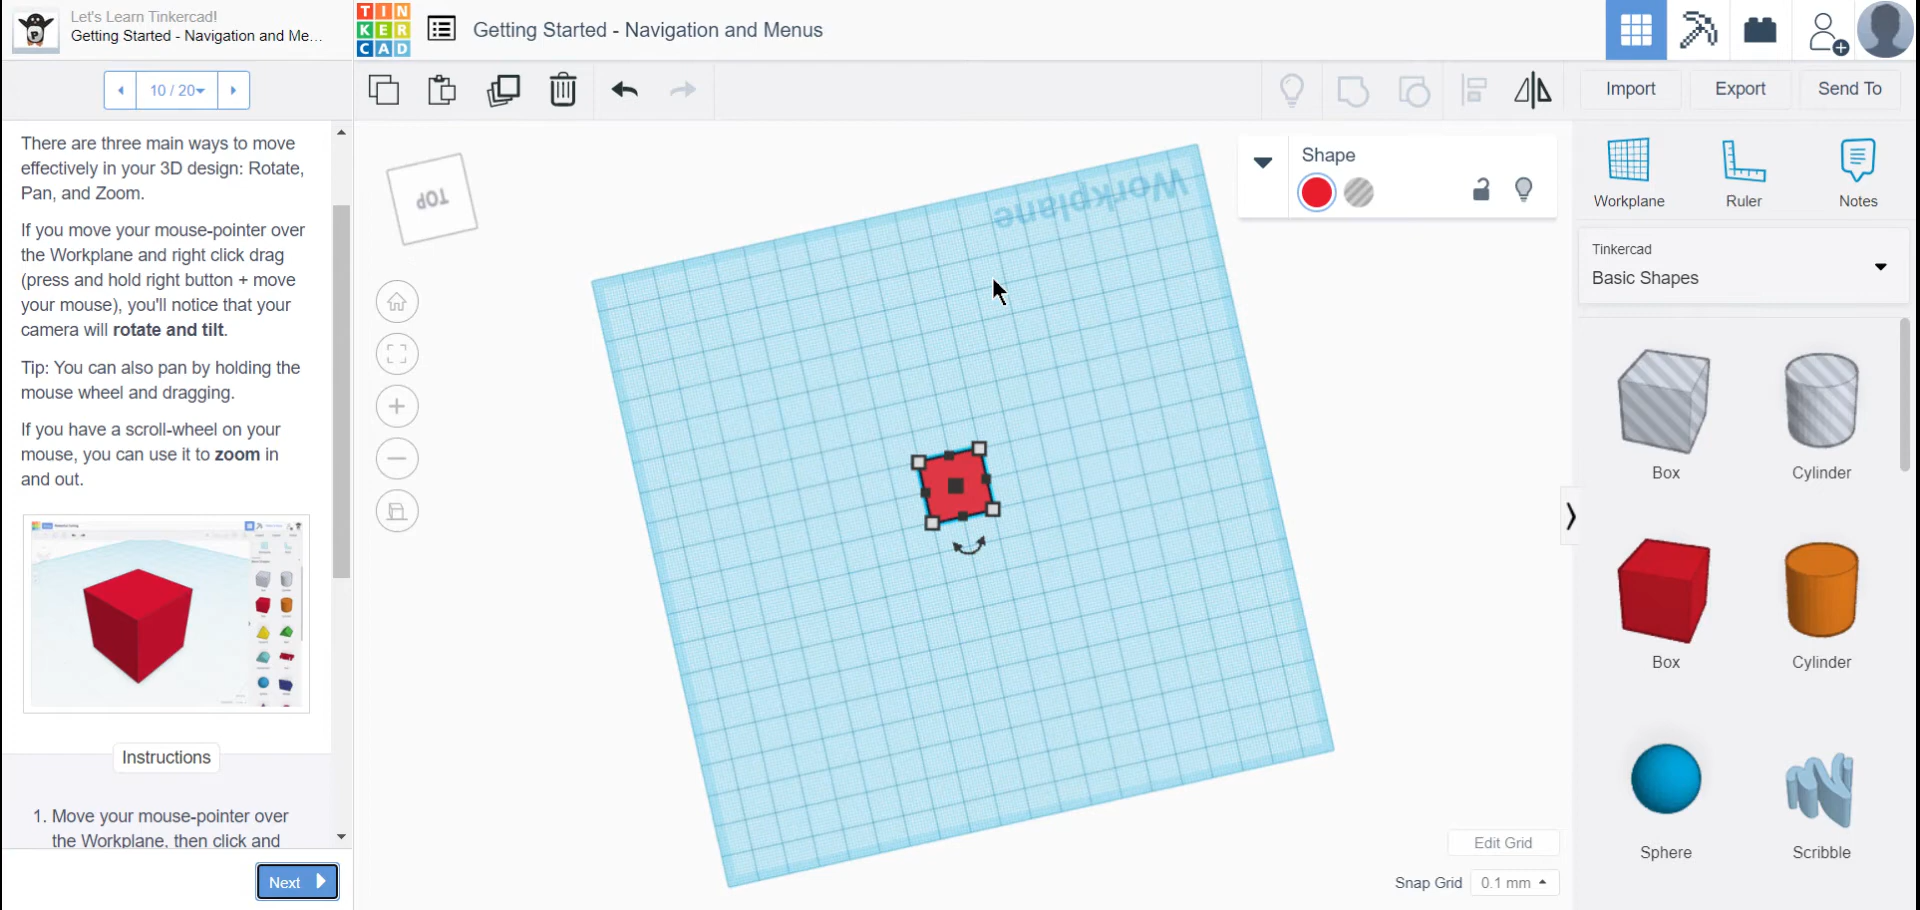 Let's Learn Tinkercad!
Getting Started - Navigation and Me...
TIN
KER
CAD
Getting Started - Navigation and Menus
10 / 20
Import
Export
Send To
There are three main ways to move
effectively in your 3D design: Rotate,
Pan, and Zoom.
If you move your mouse-pointer over
the Workplane and right click drag
(press and hold right button + move
your mouse), you'll notice that your
camera will rotate and tilt.
Tip: You can also pan by holding the
mouse wheel and dragging.
If you have a scroll-wheel on your
mouse, you can use it to zoom in
and out.
Instructions
1. Move your mouse-pointer over
the Workplane, then click and
Next
TOP
Workplane
Shape
Edit Grid
Snap Grid
0.1 mm
Workplane
Ruler
Notes
Tinkercad
Basic Shapes
Box
Cylinder
Box
Cylinder
Sphere
Scribble